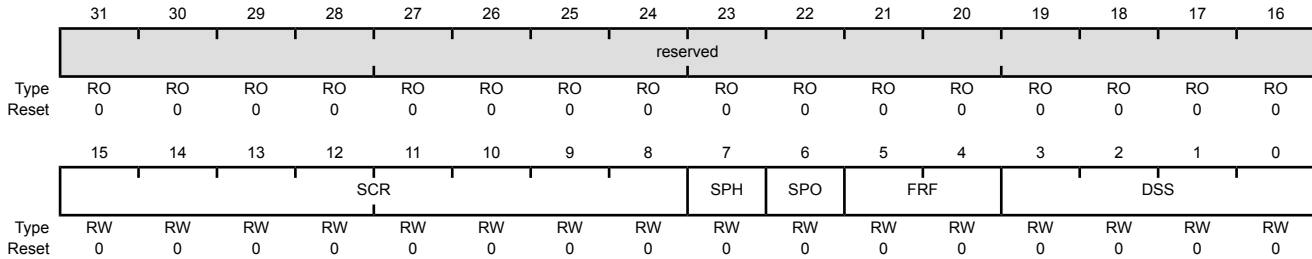 31 30 29 28 27 26 25 24 23 22 21 20 19 18 17 16
reserved
Type RO RO RO RO RO RO RO RO RO RO RO RO RO RO RO RO
Reset 0 0 0 0 0 0 0 0 0 0 0 0 0 0 0 0
15 14 13 12 11 10 9 8 7 6 5 4 3 2 1 0
SCR SPH SPO FRF DSS
Type RW RW RW RW RW RW RW RW RW RW RW RW RW RW RW RW
Reset 0 0 0 0 0 0 0 0 0 0 0 0 0 0 0 0